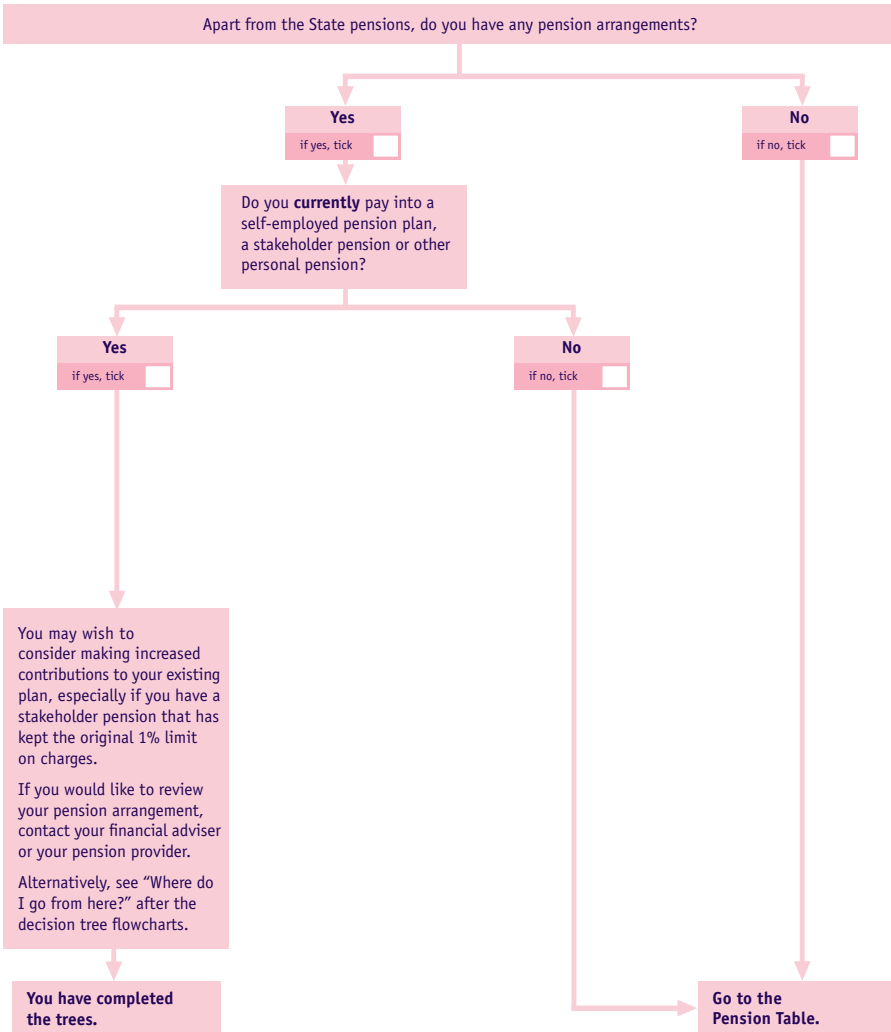 Apart from the State pensions, do you have any pension arrangements?
Yes
if yes, tick
No
if no, tick
Do you currently pay into a
self-employed pension plan,
a stakeholder pension or other
personal pension?
Yes
if yes, tick
No
if no, tick
You may wish to
consider making increased
contributions to your existing
plan, especially if you have a
stakeholder pension that has
kept the original 1% limit
on charges.
If you would like to review
your pension arrangement,
contact your financial adviser
or your pension provider.
Alternatively, see “Where do
I go from here?” after the
decision tree flowcharts.
You have completed
the trees.
Go to the
Pension Table.